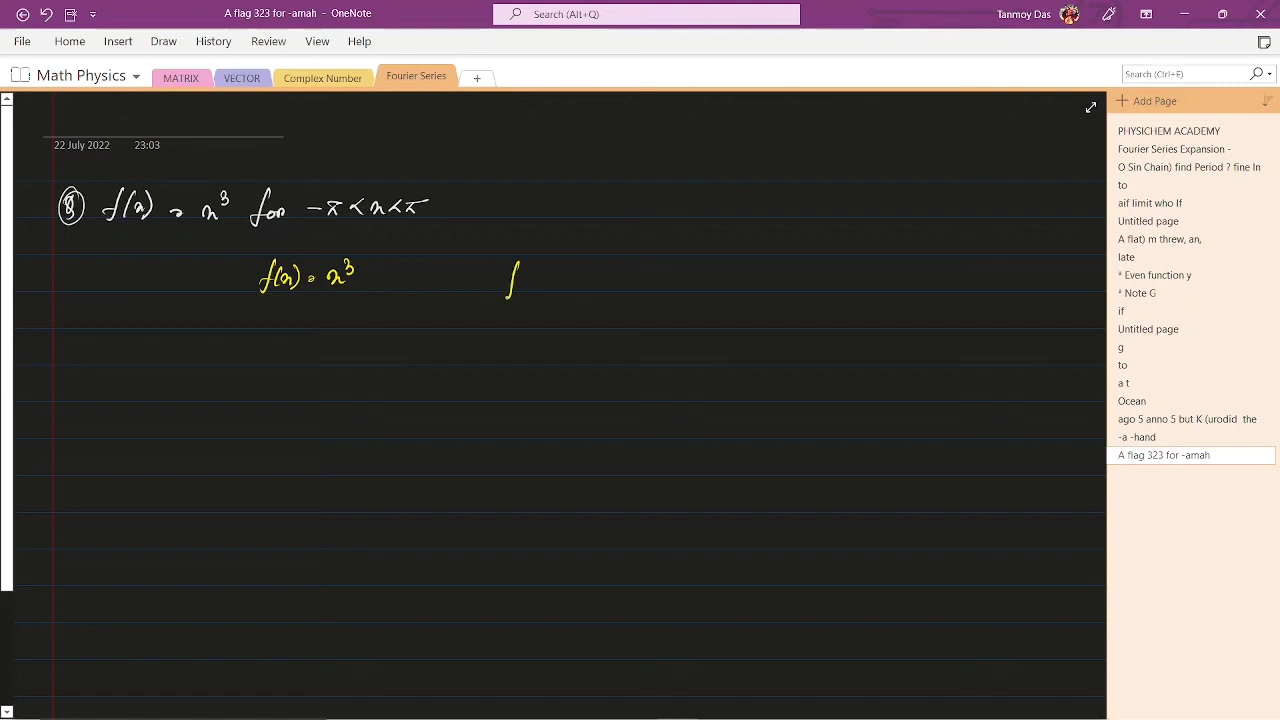 A flag 323 for -amah - OneNote
Search (Alt+Q)
Tanmoy Das
File Home Insert Draw History Review View Help
Math Physics
MATRIX VECTOR Complex Number Fourier Series +
Search (Ctrl+E)
Add Page
22 July 2022 23:03
⑧ f(x) = x³ for -π < x < π
f(x) = x³
PHYSICHEM ACADEMY
Fourier Series Expansion -
O Sin Chain) find Period ? fine In
to
aif limit who If
Untitled page
A flat) m threw, an,
late
* Even function y
* Note G
if
Untitled page
g
to
a t
Ocean
ago 5 anno 5 but K (urodid the
-a -hand
A flag 323 for -amah